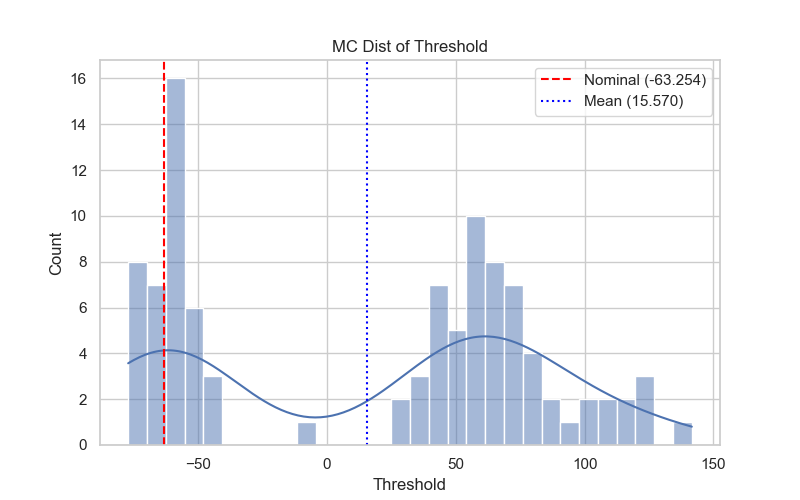 MC Dist of Threshold
Nominal (-63.254)
Mean (15.570)
Count
16
14
12
10
8
6
4
2
0
−50
0
50
100
150
Threshold